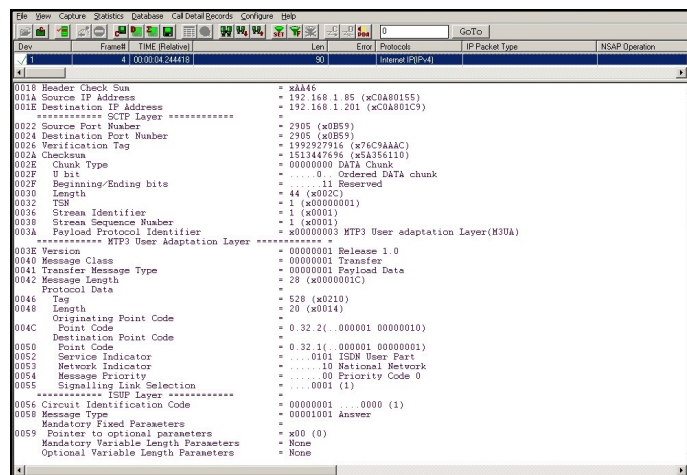 File View Capture Statistics Database Call Detail Records Configure Help
0 GoTo
Dev Frame# TIME (Relative) Len Error Protocols IP Packet Type NSAP Operation
1 4 00:00:04.244418 90 Internet IP(IPv4)
0018 Header Check Sum = xAA46
001A Source IP Address = 192.168.1.85 (xC0A80155)
001E Destination IP Address = 192.168.1.201 (xC0A801C9)
============ SCTP Layer ============ =
0022 Source Port Number = 2905 (x0B59)
0024 Destination Port Number = 2905 (x0B59)
0026 Verification Tag = 1992927916 (x76C9AAAC)
002A Checksum = 1513447696 (x5A356110)
002E Chunk Type = 00000000 DATA Chunk
002F U bit = .....0.. Ordered DATA chunk
002F Beginning/Ending bits = ......11 Reserved
0030 Length = 44 (x002C)
0032 TSN = 1 (x00000001)
0036 Stream Identifier = 1 (x0001)
0038 Stream Sequence Number = 1 (x0001)
003A Payload Protocol Identifier = x00000003 MTP3 User adaptation Layer(M3UA)
============ MTP3 User Adaptation Layer ============ =
003E Version = 00000001 Release 1.0
0040 Message Class = 00000001 Transfer
0041 Transfer Message Type = 00000001 Payload Data
0042 Message Length = 28 (x0000001C)
Protocol Data =
0046 Tag = 528 (x0210)
0048 Length = 20 (x0014)
Originating Point Code =
004C Point Code = 0.32.2(..000001 00000010)
Destination Point Code =
0050 Point Code = 0.32.1(..000001 00000001)
0052 Service Indicator = ....0101 ISDN User Part
0053 Network Indicator = ......10 National Network
0054 Message Priority = ......00 Priority Code 0
0055 Signalling Link Selection = ....0001 (1)
============ ISUP Layer ============ =
0056 Circuit Identification Code = 00000001 ....0000 (1)
0058 Message Type = 00001001 Answer
Mandatory Fixed Parameters =
0059 Pointer to optional parameters = x00 (0)
Mandatory Variable Length Parameters = None
Optional Variable Length Parameters = None